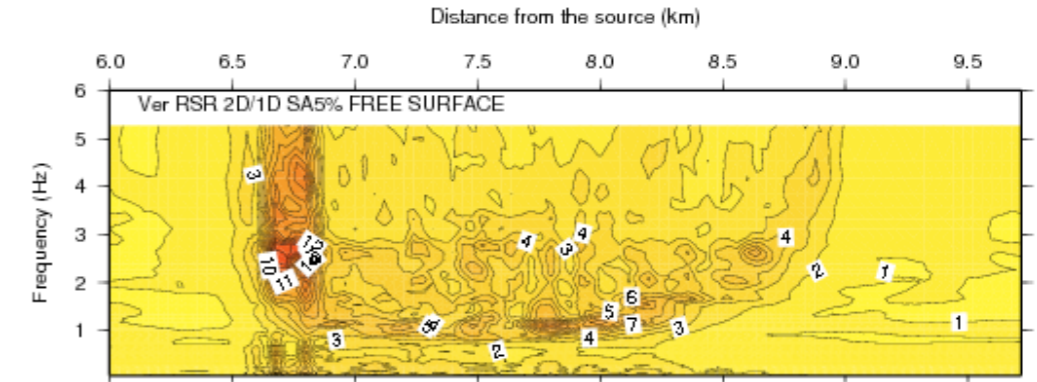 Distance from the source (km)
6.0 6.5 7.0 7.5 8.0 8.5 9.0 9.5
6
Ver RSR 2D/1D SA5% FREE SURFACE
5
4
3
2
1
Frequency (Hz)
3
4 3 4 4
10 11
2 1
6
5 7
3 4 3 1
2